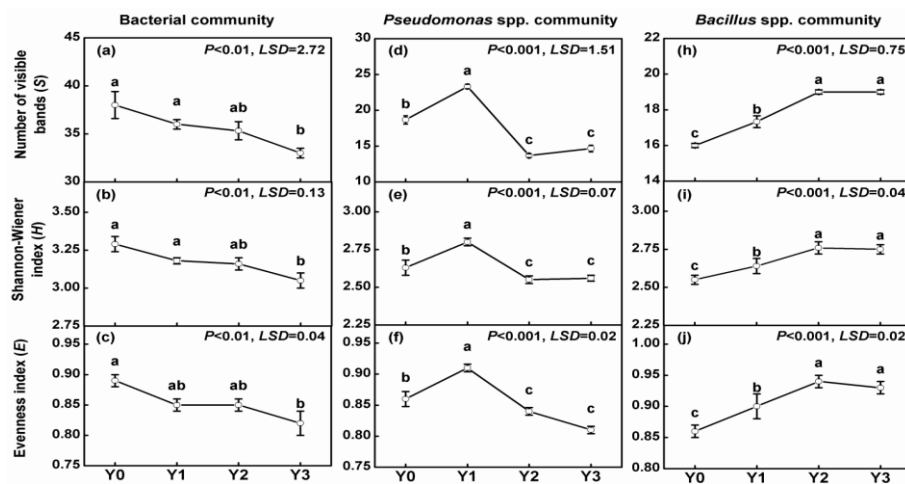 Bacterial community
Pseudomonas spp. community
Bacillus spp. community
Number of visible
bands (S)
45
40
35
30
(a)
P<0.01, LSD=2.72
a
a
ab
b
30
25
20
15
10
(d)
P<0.001, LSD=1.51
b
a
c
c
22
20
18
16
14
(h)
P<0.001, LSD=0.75
c
b
a
a
Shannon-Wiener
index (H)
3.50
3.25
3.00
2.75
(b)
P<0.01, LSD=0.13
a
a
ab
b
3.00
2.75
2.50
2.25
(e)
P<0.001, LSD=0.07
b
a
c
c
3.00
2.75
2.50
2.25
(i)
P<0.001, LSD=0.04
c
b
a
a
Evenness index (E)
0.95
0.90
0.85
0.80
0.75
(c)
P<0.01, LSD=0.04
a
ab
ab
b
Y0 Y1 Y2 Y3
0.95
0.90
0.85
0.80
0.75
(f)
P<0.001, LSD=0.02
b
a
c
c
Y0 Y1 Y2 Y3
1.00
0.95
0.90
0.85
0.80
(j)
P<0.001, LSD=0.02
c
b
a
a
Y0 Y1 Y2 Y3